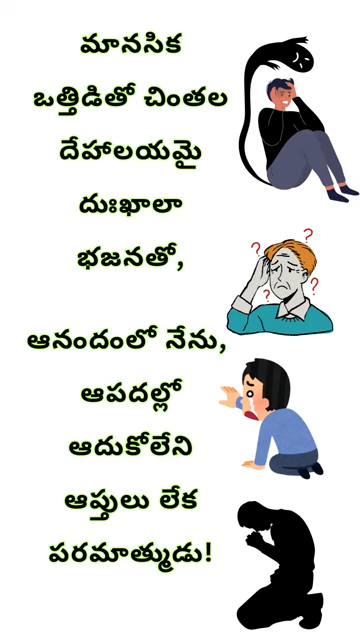 మానసిక
ఒత్తిడితో చింతల
దేహాలయమై
దుఃఖాలా
భజనతో,
ఆనందంలో నేను,
ఆపదల్లో
ఆదుకోలేని
ఆప్తులు లేక
పరమాత్ముడు!